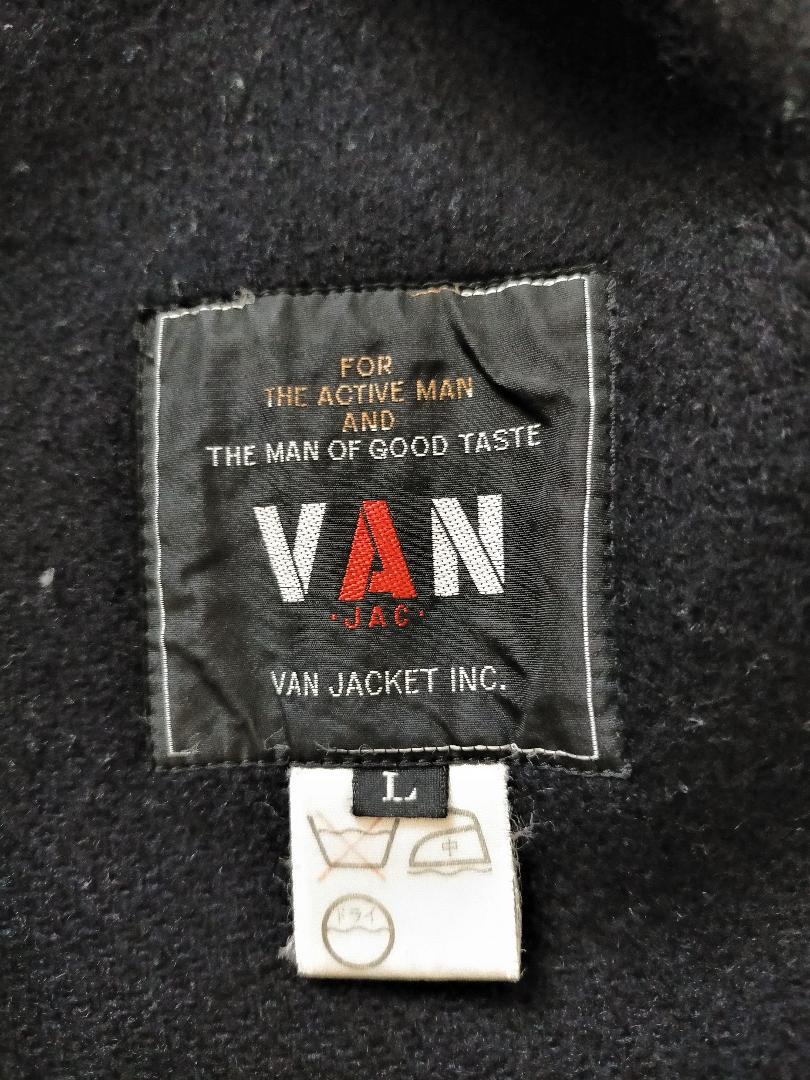 FOR
THE ACTIVE MAN
AND
THE MAN OF GOOD TASTE
VAN
·JAC·
VAN JACKET INC.
L
中
ドライ